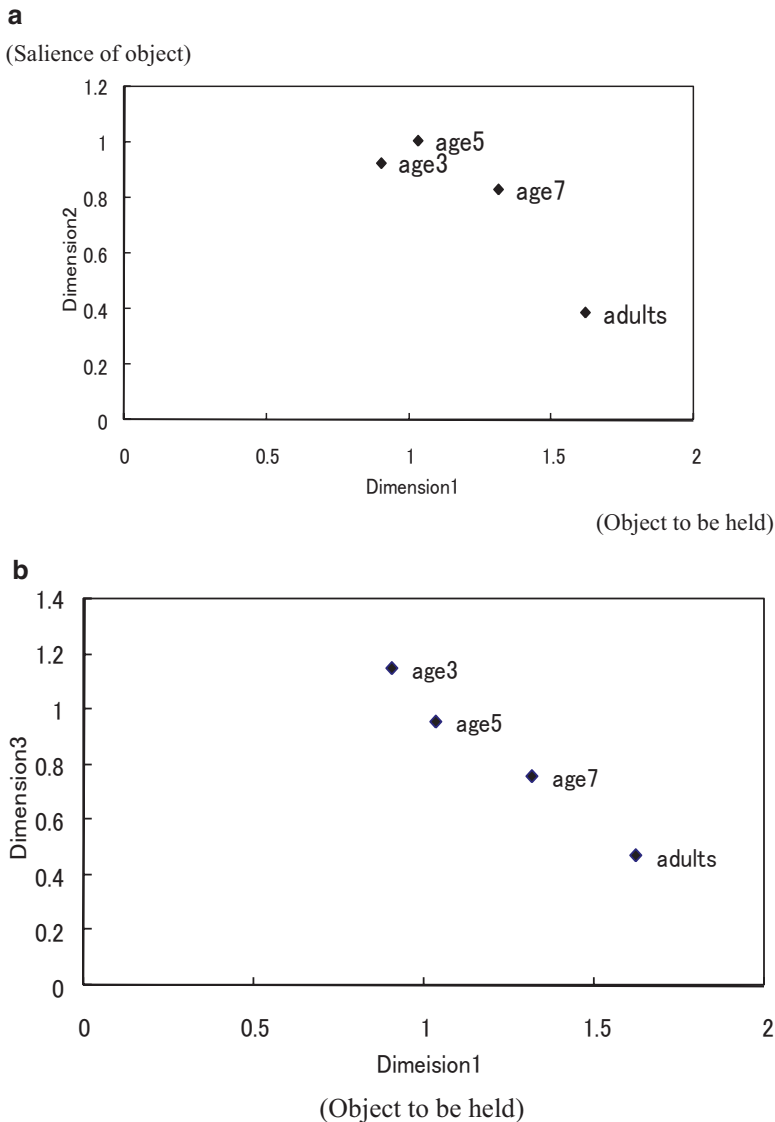 a
(Salience of object)
1.2
1
0.8
0.6
0.4
0.2
0
Dimension2
age5
age3
age7
adults
0 0.5 1 1.5 2
Dimension1
(Object to be held)
b
1.4
1.2
1
0.8
0.6
0.4
0.2
0
Dimension3
age3
age5
age7
adults
0 0.5 1 1.5 2
Dimeision1
(Object to be held)